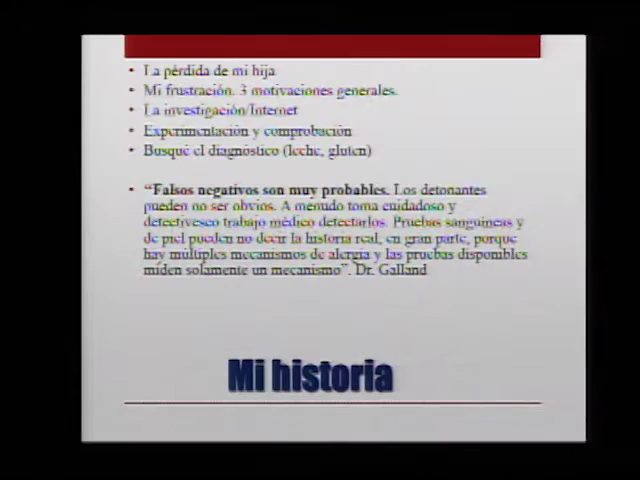 • La pérdida de mi hija
• Mi frustración. 3 motivaciones generales.
• La investigación/Internet
• Experimentación y comprobación
• Busqué el diagnóstico (leche, gluten)
• “Falsos negativos son muy probables. Los detonantes
pueden no ser obvios. A menudo toma cuidadoso y
detectivesco trabajo médico detectarlos. Pruebas sanguíneas y
de piel pueden no decir la historia real, en gran parte, porque
hay múltiples mecanismos de alergia y las pruebas disponibles
miden solamente un mecanismo”. Dr. Galland
Mi historia